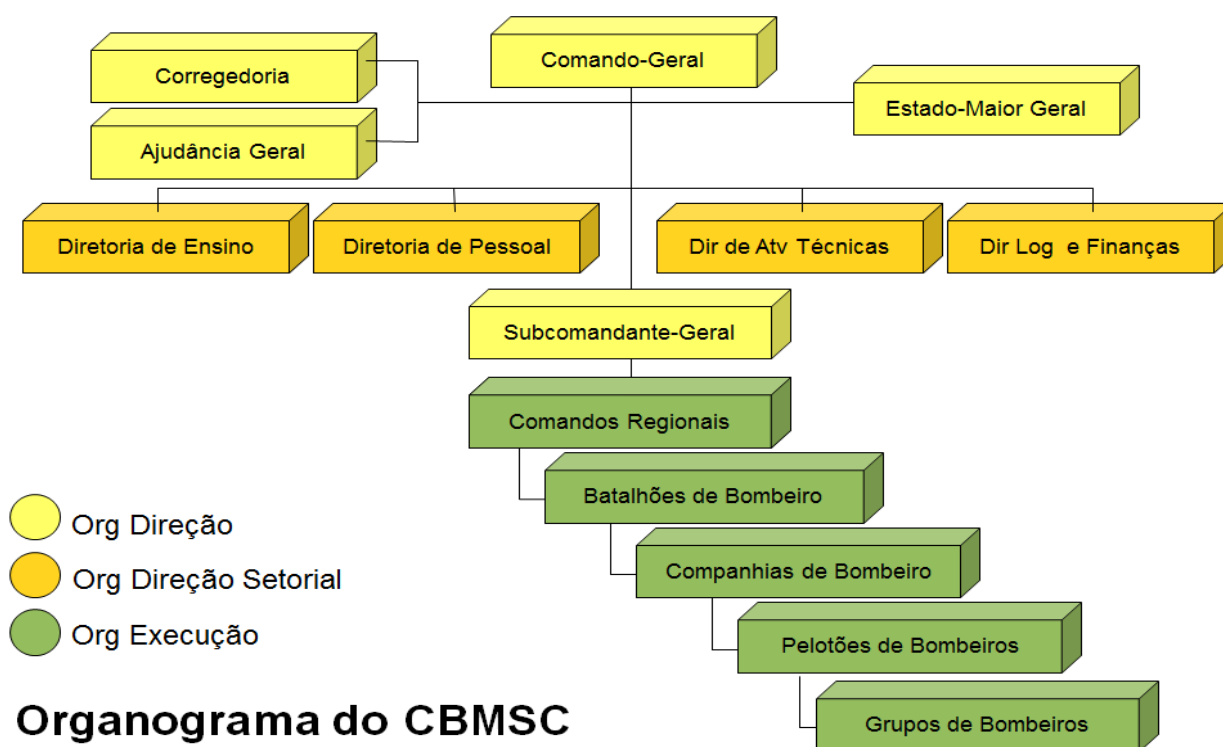 Comando-Geral
Corregedoria
Estado-Maior Geral
Ajudância Geral
Diretoria de Ensino
Diretoria de Pessoal
Dir de Atv Técnicas
Dir Log e Finanças
Subcomandante-Geral
Comandos Regionais
Batalhões de Bombeiro
Companhias de Bombeiro
Pelotões de Bombeiros
Grupos de Bombeiros
Org Direção
Org Direção Setorial
Org Execução
Organograma do CBMSC